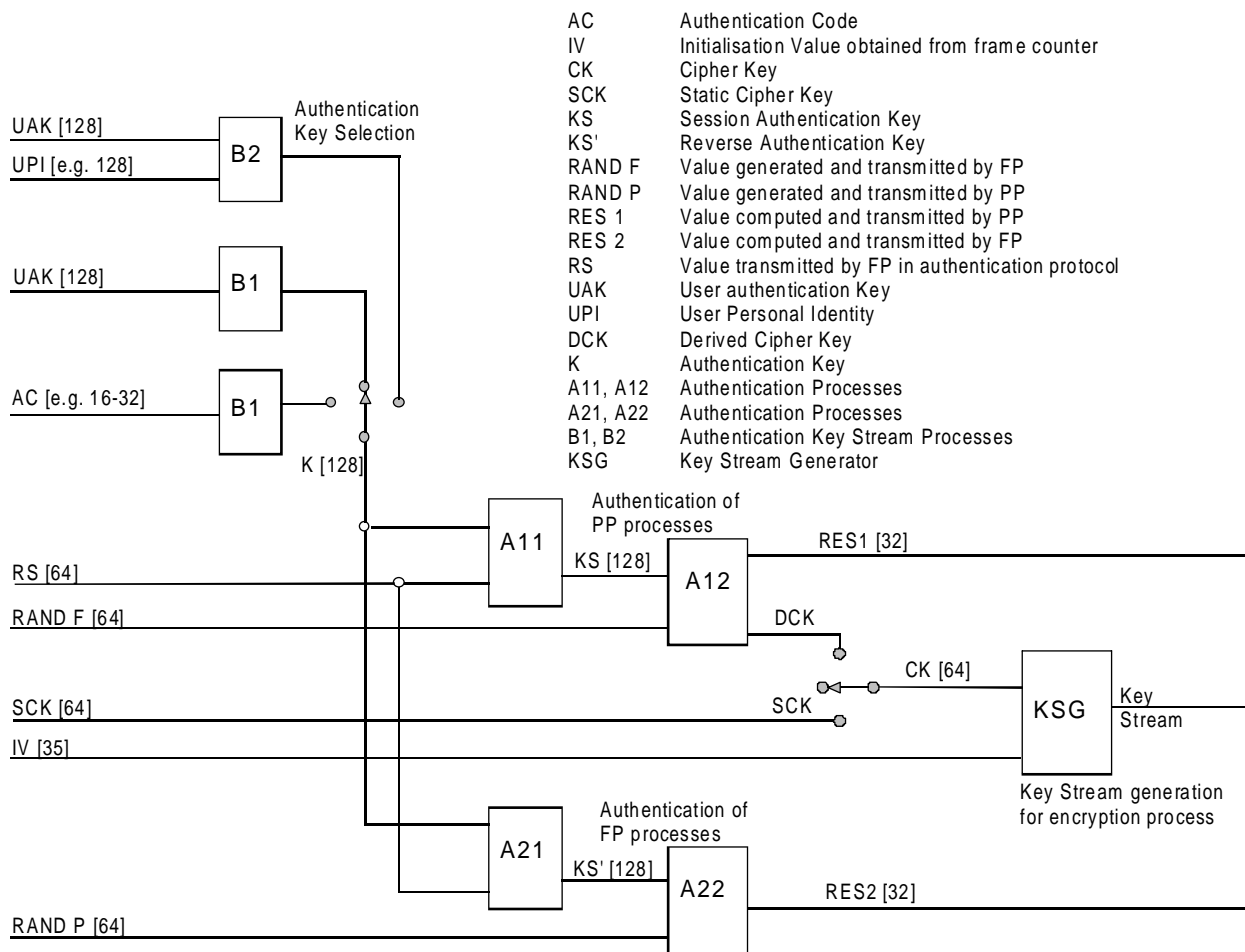 AC Authentication Code
IV Initialisation Value obtained from frame counter
CK Cipher Key
SCK Static Cipher Key
KS Session Authentication Key
KS' Reverse Authentication Key
RAND F Value generated and transmitted by FP
RAND P Value generated and transmitted by PP
RES 1 Value computed and transmitted by PP
RES 2 Value computed and transmitted by FP
RS Value transmitted by FP in authentication protocol
UAK User authentication Key
UPI User Personal Identity
DCK Derived Cipher Key
K Authentication Key
A11, A12 Authentication Processes
A21, A22 Authentication Processes
B1, B2 Authentication Key Stream Processes
KSG Key Stream Generator
Authentication
Key Selection
UAK [128]
UPI [e.g. 128]
B2
UAK [128]
B1
AC [e.g. 16-32]
B1
K [128]
Authentication of
PP processes
A11
KS [128]
A12
RES1 [32]
RS [64]
RAND F [64]
DCK
CK [64]
SCK [64]
SCK
KSG
Key
Stream
IV [35]
Key Stream generation
for encryption process
Authentication of
FP processes
A21
KS' [128]
A22
RES2 [32]
RAND P [64]